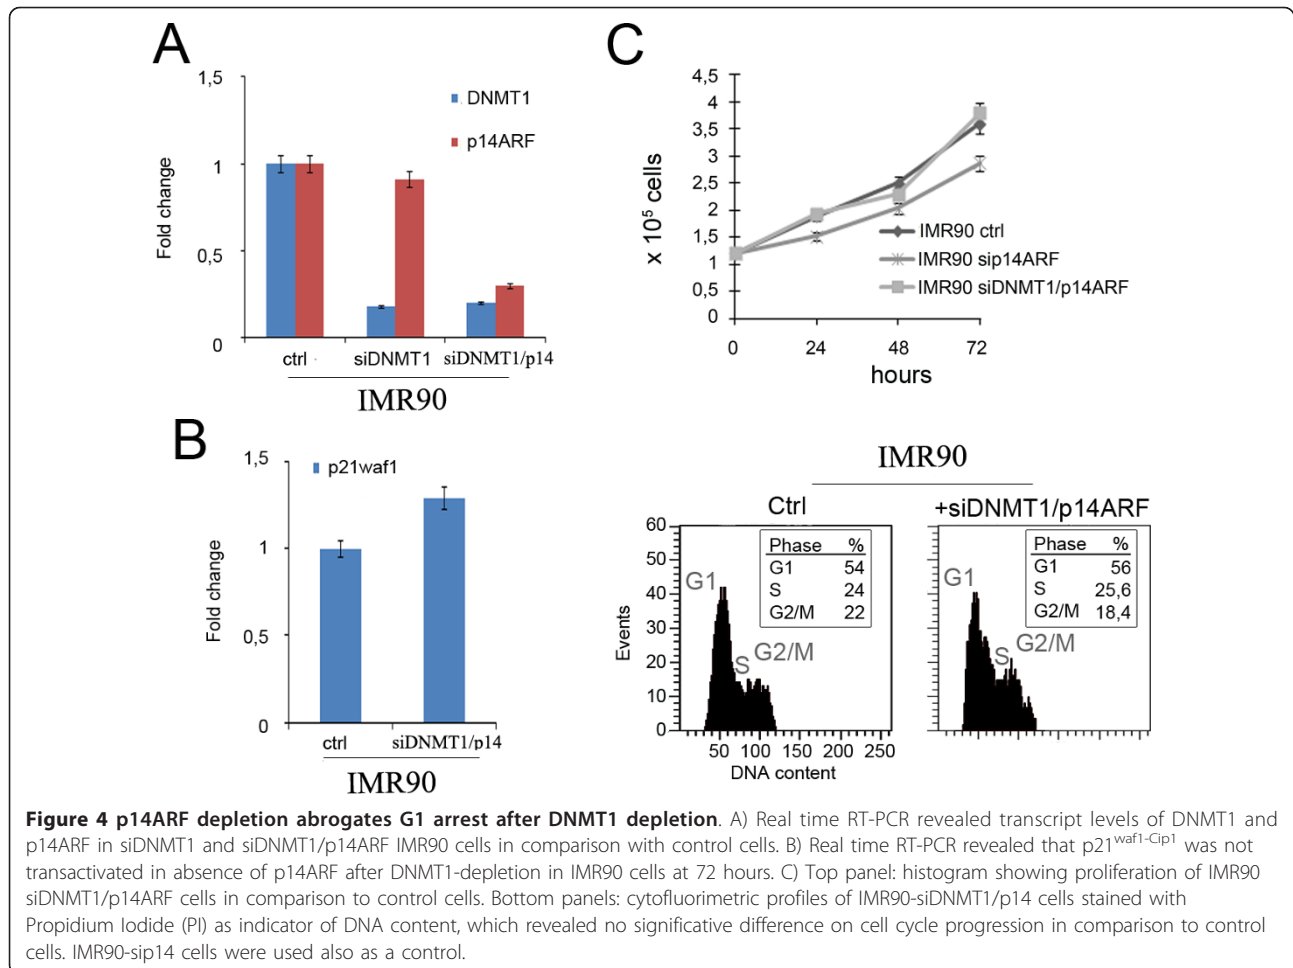 A
1,5
1
0,5
0
Fold change
DNMT1
p14ARF
ctrl
siDNMT1
siDNMT1/p14
IMR90
C
4,5
4
3,5
3
2,5
2
1,5
1
0,5
0
x 10⁵ cells
IMR90 ctrl
IMR90 sip14ARF
IMR90 siDNMT1/p14ARF
0 24 48 72
hours
B
1,5
1
0,5
0
Fold change
p21waf1
ctrl
siDNMT1/p14
IMR90
IMR90
Ctrl
60
50
40
30
20
10
0
Events
Phase %
G1 54
S 24
G2/M 22
G1
S
G2/M
50 100 150 200 250
DNA content
+siDNMT1/p14ARF
Phase %
G1 56
S 25,6
G2/M 18,4
G1
S
G2/M
Figure 4 p14ARF depletion abrogates G1 arrest after DNMT1 depletion. A) Real time RT-PCR revealed transcript levels of DNMT1 and
p14ARF in siDNMT1 and siDNMT1/p14ARF IMR90 cells in comparison with control cells. B) Real time RT-PCR revealed that p21waf1-Cip1 was not
transactivated in absence of p14ARF after DNMT1-depletion in IMR90 cells at 72 hours. C) Top panel: histogram showing proliferation of IMR90
siDNMT1/p14ARF cells in comparison to control cells. Bottom panels: cytofluorimetric profiles of IMR90-siDNMT1/p14 cells stained with
Propidium Iodide (PI) as indicator of DNA content, which revealed no significative difference on cell cycle progression in comparison to control
cells. IMR90-sip14 cells were used also as a control.